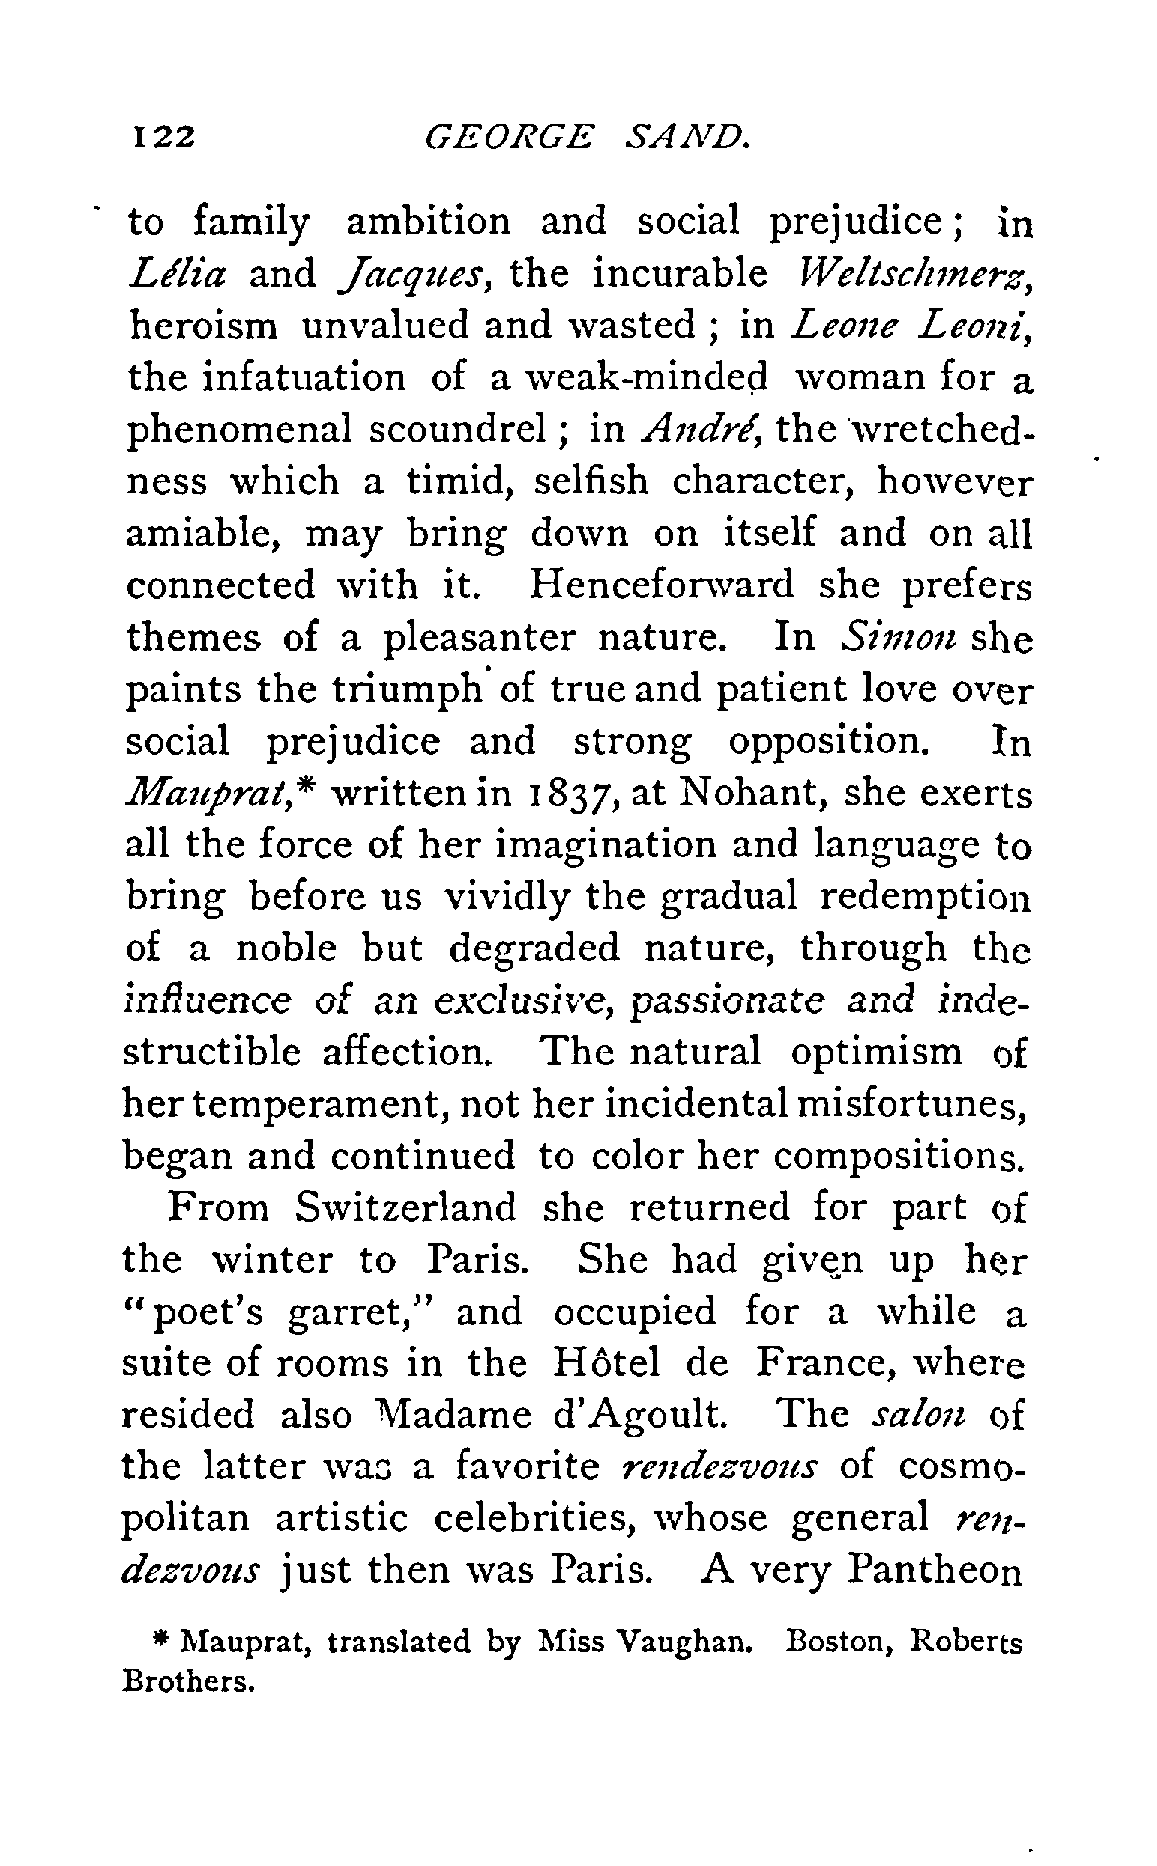 122 GEORGE SAND.
to family ambition and social prejudice; in
Lélia and Jacques, the incurable Weltschmerz,
heroism unvalued and wasted; in Leone Leoni,
the infatuation of a weak-minded woman for a
phenomenal scoundrel; in André, the wretched-
ness which a timid, selfish character, however
amiable, may bring down on itself and on all
connected with it. Henceforward she prefers
themes of a pleasanter nature. In Simon she
paints the triumph of true and patient love over
social prejudice and strong opposition. In
Mauprat,* written in 1837, at Nohant, she exerts
all the force of her imagination and language to
bring before us vividly the gradual redemption
of a noble but degraded nature, through the
influence of an exclusive, passionate and inde-
structible affection. The natural optimism of
her temperament, not her incidental misfortunes,
began and continued to color her compositions.
From Switzerland she returned for part of
the winter to Paris. She had given up her
“poet's garret,” and occupied for a while a
suite of rooms in the Hôtel de France, where
resided also Madame d'Agoult. The salon of
the latter was a favorite rendezvous of cosmo-
politan artistic celebrities, whose general ren-
dezvous just then was Paris. A very Pantheon
* Mauprat, translated by Miss Vaughan. Boston, Roberts
Brothers.